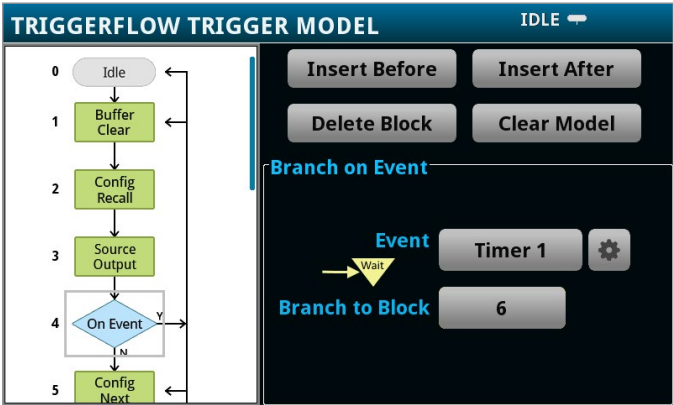 TRIGGERFLOW TRIGGER MODEL
IDLE
0
Idle
1
Buffer
Clear
2
Config
Recall
3
Source
Output
4
On Event
Y
N
5
Config
Next
Insert Before
Insert After
Delete Block
Clear Model
Branch on Event
Event
Timer 1
Wait
Branch to Block
6